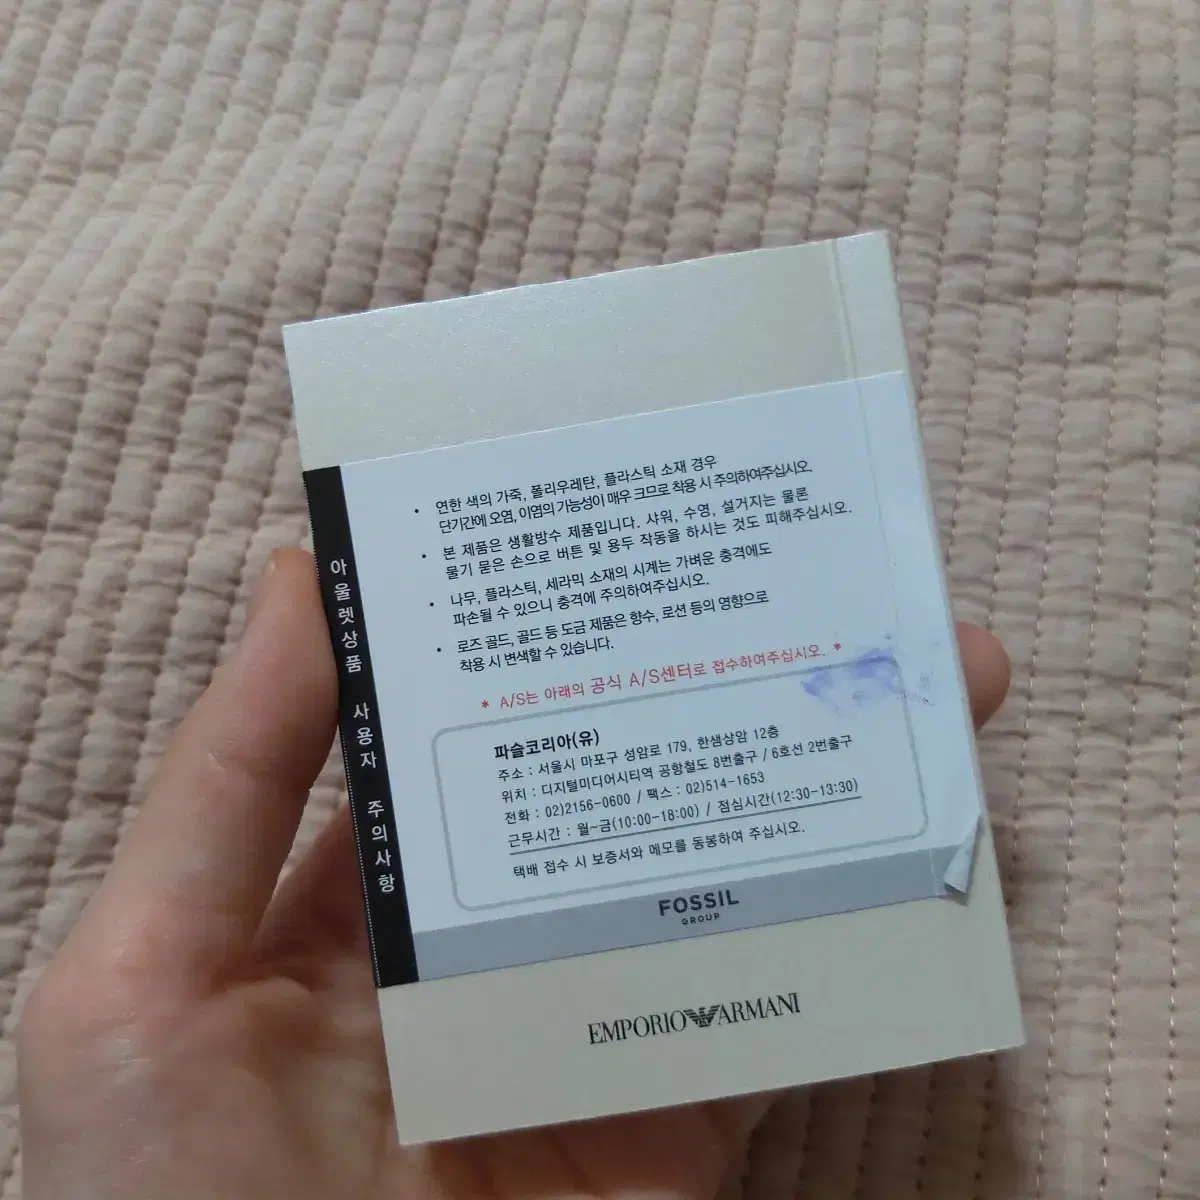 아울렛상품 사용자 주의사항
• 연한 색의 가죽, 폴리우레탄, 플라스틱 소재 경우
단기간에 오염, 이염의 가능성이 매우 크므로 착용 시 주의하여주십시오.
• 본 제품은 생활방수 제품입니다. 샤워, 수영, 설거지는 물론
물기 묻은 손으로 버튼 및 용두 작동을 하시는 것도 피해주십시오.
• 나무, 플라스틱, 세라믹 소재의 시계는 가벼운 충격에도
파손될 수 있으니 충격에 주의하여주십시오.
• 로즈 골드, 골드 등 도금 제품은 향수, 로션 등의 영향으로
착용 시 변색할 수 있습니다.
* A/S는 아래의 공식 A/S센터로 접수하여주십시오. *
파슬코리아(유)
주소 : 서울시 마포구 성암로 179, 한샘상암 12층
위치 : 디지털미디어시티역 공항철도 8번출구 / 6호선 2번출구
전화 : 02)2156-0600 / 팩스 : 02)514-1653
근무시간 : 월~금(10:00-18:00) / 점심시간(12:30-13:30)
택배 접수 시 보증서와 메모를 동봉하여 주십시오.
FOSSIL
GROUP
EMPORIO ARMANI